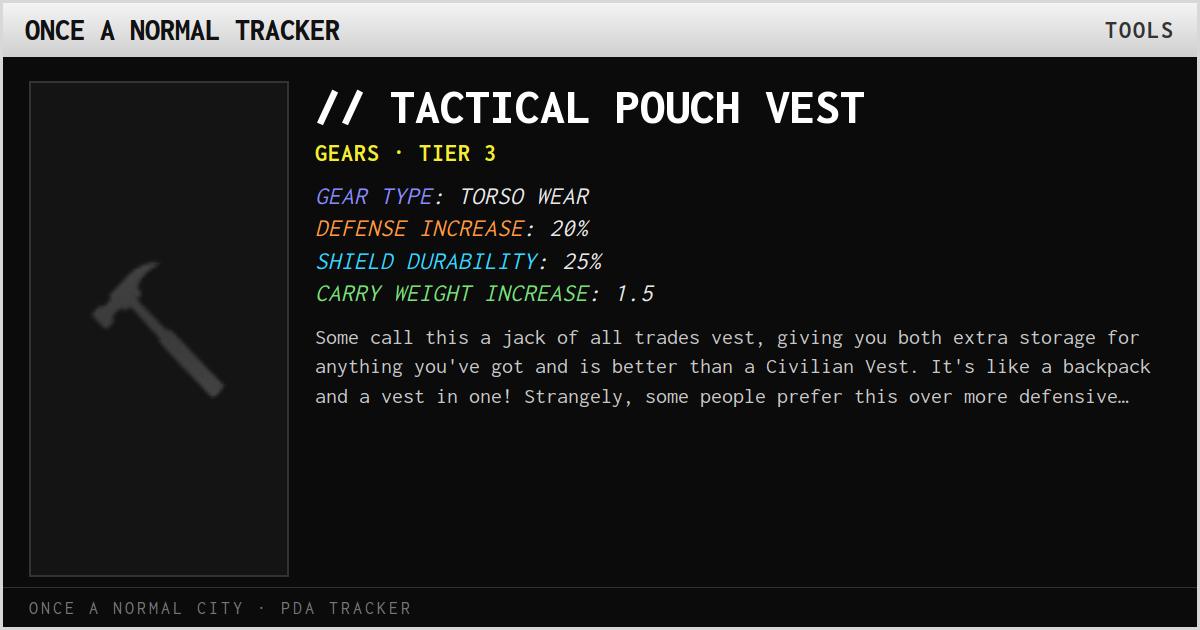 ONCE A NORMAL TRACKER
TOOLS
// TACTICAL POUCH VEST
GEARS · TIER 3
GEAR TYPE: TORSO WEAR
DEFENSE INCREASE: 20%
SHIELD DURABILITY: 25%
CARRY WEIGHT INCREASE: 1.5
Some call this a jack of all trades vest, giving you both extra storage for
anything you've got and is better than a Civilian Vest. It's like a backpack
and a vest in one! Strangely, some people prefer this over more defensive…
ONCE A NORMAL CITY · PDA TRACKER